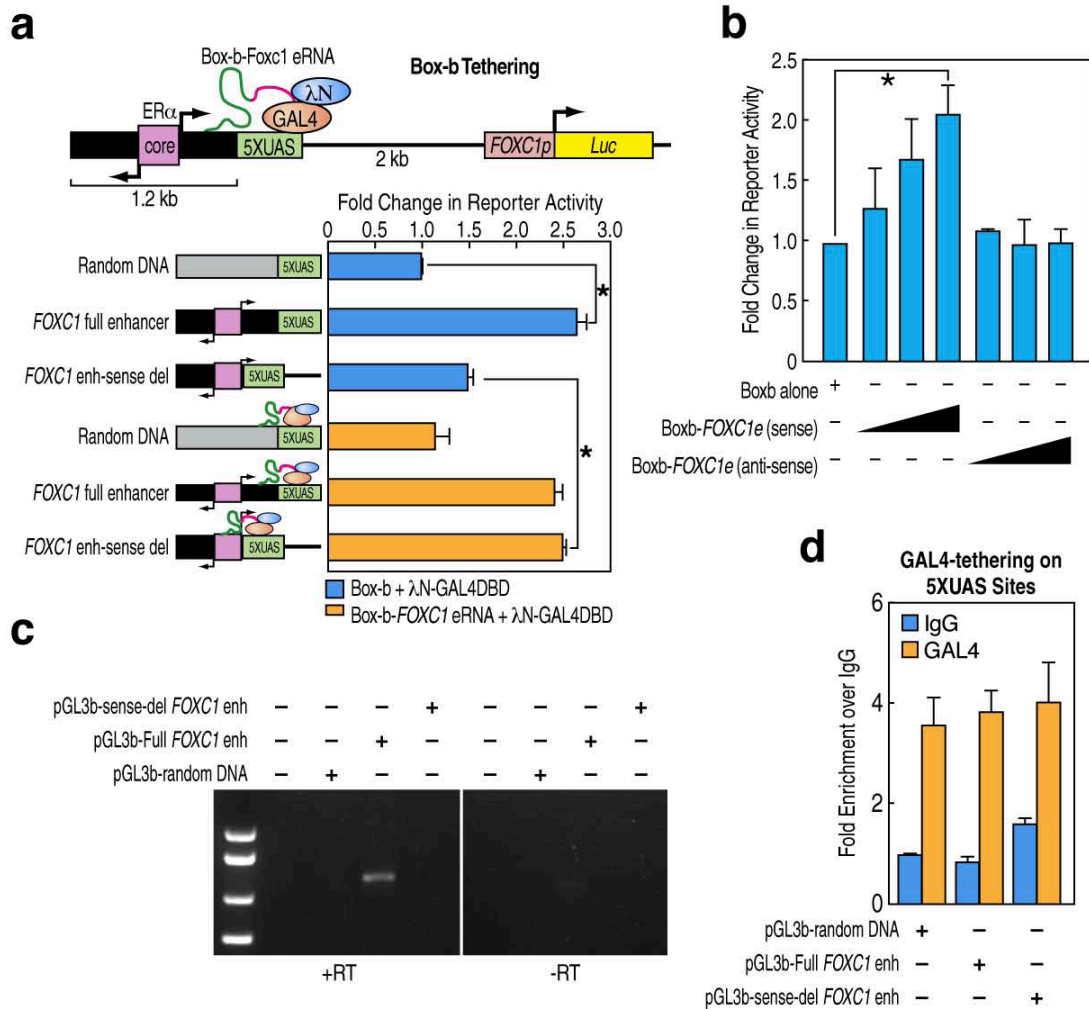 a
Box-b-Foxc1 eRNA
Box-b Tethering
λN
GAL4
ERα
core
5XUAS
2 kb
FOXC1p
Luc
1.2 kb
Fold Change in Reporter Activity
0 0.5 1.0 1.5 2.0 2.5 3.0
Random DNA
5XUAS
FOXC1 full enhancer
5XUAS
FOXC1 enh-sense del
5XUAS
Random DNA
5XUAS
FOXC1 full enhancer
5XUAS
FOXC1 enh-sense del
5XUAS
*
*
Box-b + λN-GAL4DBD
Box-b-FOXC1 eRNA + λN-GAL4DBD
b
Fold Change in Reporter Activity
2.5
2.0
1.5
1.0
0.5
0
*
Boxb alone + – – – – – –
Boxb-FOXC1e (sense) – – – –
Boxb-FOXC1e (anti-sense) – – – –
c
pGL3b-sense-del FOXC1 enh – – – + – – – +
pGL3b-Full FOXC1 enh – – + – – – + –
pGL3b-random DNA – + – – – + – –
+RT
-RT
d
GAL4-tethering on
5XUAS Sites
Fold Enrichment over IgG
6
4
2
0
IgG
GAL4
pGL3b-random DNA + – –
pGL3b-Full FOXC1 enh – + –
pGL3b-sense-del FOXC1 enh – – +